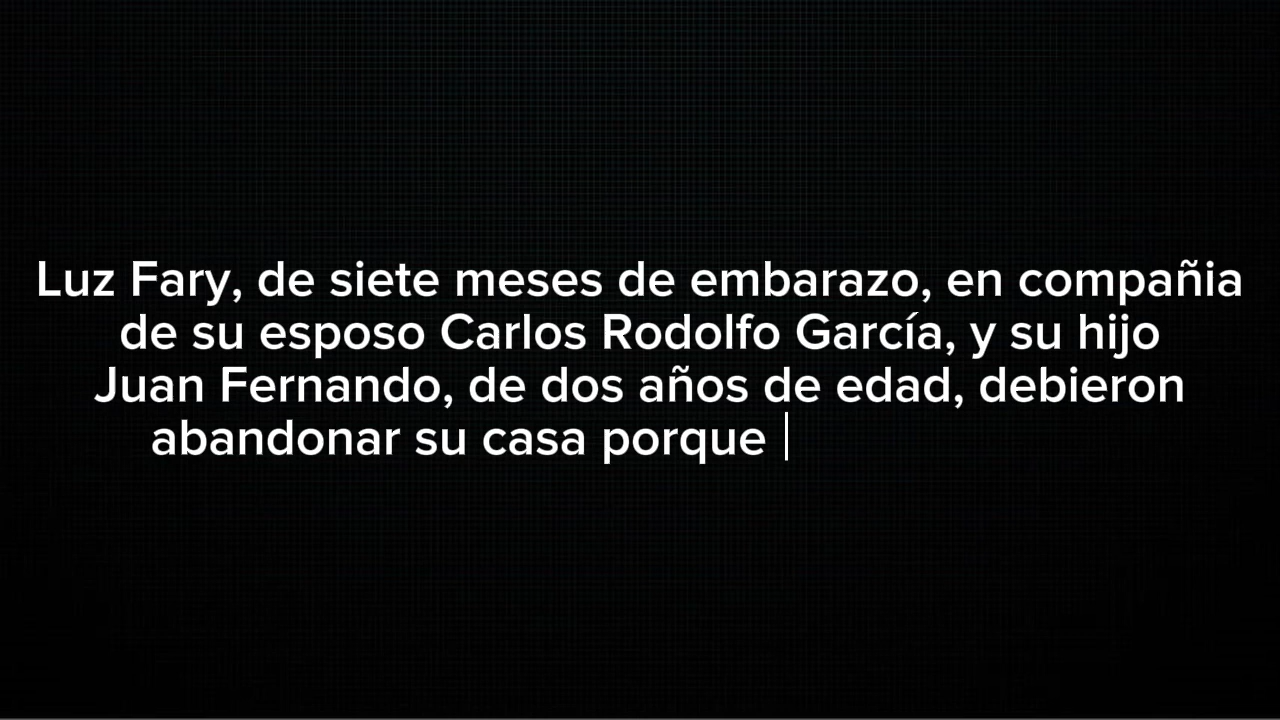 Luz Fary, de siete meses de embarazo, en compañia
de su esposo Carlos Rodolfo García, y su hijo
Juan Fernando, de dos años de edad, debieron
abandonar su casa porque